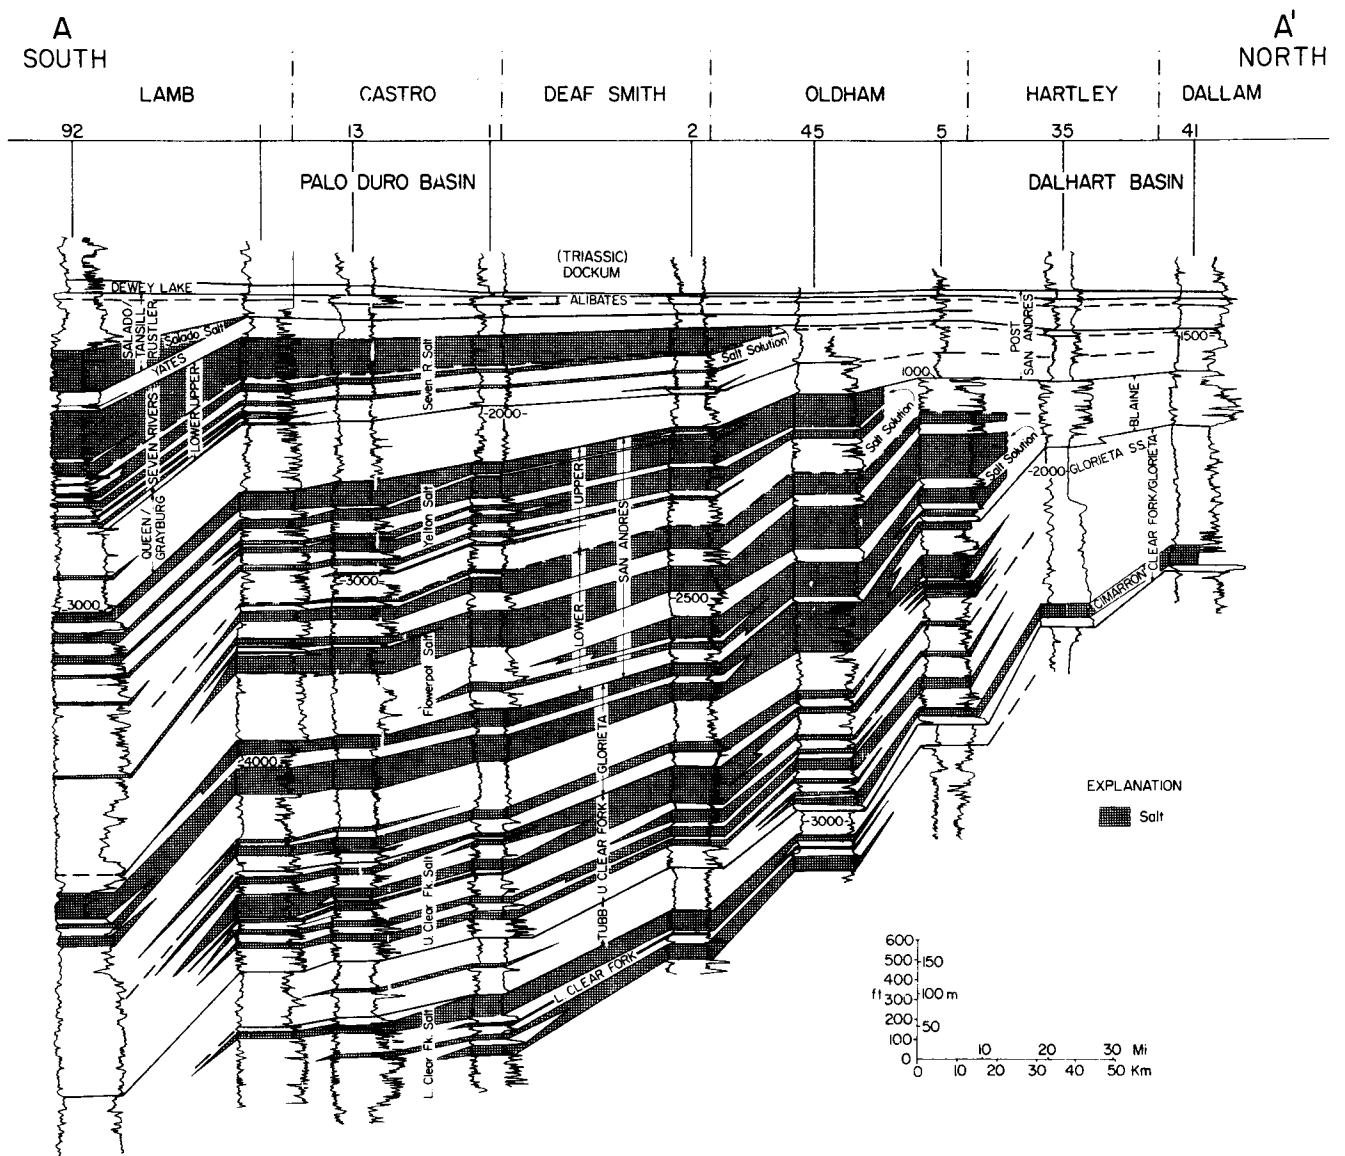 A
A'
SOUTH
NORTH
LAMB
CASTRO
DEAF SMITH
OLDHAM
HARTLEY
DALLAM
92
1
13
1
2
45
5
35
41
PALO DURO BASIN
DALHART BASIN
(TRIASSIC)
DOCKUM
DEWEY LAKE
ALIBATES
SALADO/
TANSILL
RUSTLER
Salado Salt
YATES
SEVEN RIVERS
LOWER
UPPER
QUEEN/
GRAYBURG
Seven R. Salt
Salt Solution
POST
SAN ANDRES
-1500-
1000
-2000-
BLAINE
Salt Solution
Salt Solution
-2000-
GLORIETA SS.
CLEAR FORK/GLORIETA
CIMARRON
UPPER
SAN ANDRES
LOWER
Yelton Salt
-3000-
3000
2500
Flowerpot Salt
-4000-
GLORIETA
U. CLEAR FORK
TUBB
-3000-
U. Clear Fk. Salt
L. CLEAR FORK
L. Clear Fk. Salt
EXPLANATION
Salt
600
500
150
400
ft
300
100 m
200
50
100
0
10
20
30 Mi
0
10
20
30
40
50 Km